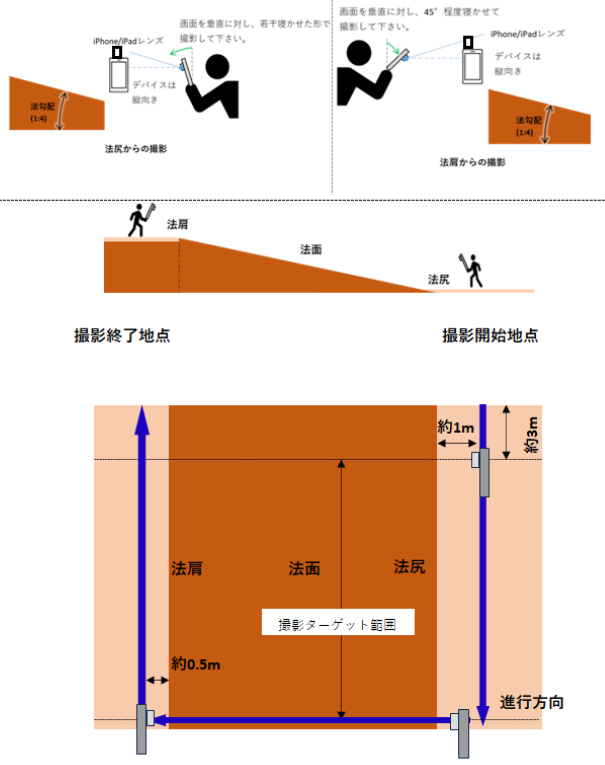 画面を垂直に対し、若干寝かせた形で
撮影して下さい。
iPhone/iPadレンズ
デバイスは
縦向き
法勾配
(1:4)
法尻からの撮影
画面を垂直に対し、45°程度寝かせて
撮影して下さい。
iPhone/iPadレンズ
デバイスは
縦向き
法勾配
(1:4)
法肩からの撮影
法肩
法面
法尻
撮影終了地点
撮影開始地点
約1m
約3m
法肩
法面
法尻
撮影ターゲット範囲
約0.5m
進行方向